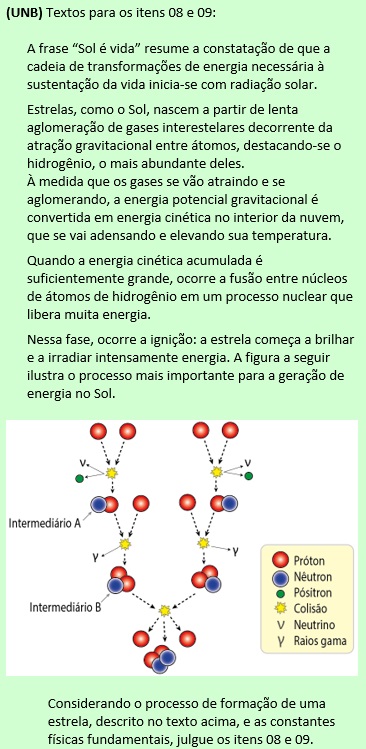 (UNB) Textos para os itens 08 e 09:
A frase “Sol é vida” resume a constatação de que a
cadeia de transformações de energia necessária à
sustentação da vida inicia-se com radiação solar.
Estrelas, como o Sol, nascem a partir de lenta
aglomeração de gases interestelares decorrente da
atração gravitacional entre átomos, destacando-se o
hidrogênio, o mais abundante deles.
À medida que os gases se vão atraindo e se
aglomerando, a energia potencial gravitacional é
convertida em energia cinética no interior da nuvem,
que se vai adensando e elevando sua temperatura.
Quando a energia cinética acumulada é
suficientemente grande, ocorre a fusão entre núcleos
de átomos de hidrogênio em um processo nuclear que
libera muita energia.
Nessa fase, ocorre a ignição: a estrela começa a brilhar
e a irradiar intensamente energia. A figura a seguir
ilustra o processo mais importante para a geração de
energia no Sol.
ν
ν
Intermediário A
γ
γ
Intermediário B
Próton
Nêutron
Pósitron
Colisão
ν Neutrino
γ Raios gama
Considerando o processo de formação de uma
estrela, descrito no texto acima, e as constantes
físicas fundamentais, julgue os itens 08 e 09.